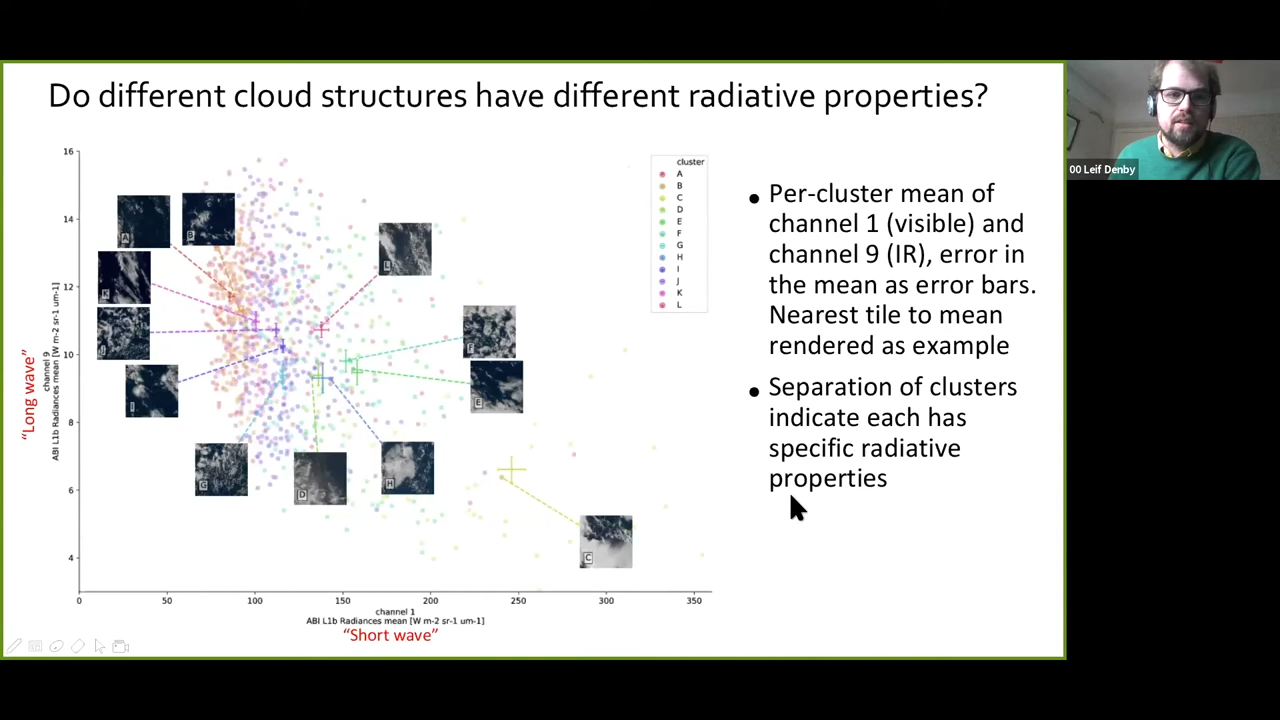 Do different cloud structures have different radiative properties?
00 Leif Denby
16
14
12
10
8
6
4
"Long wave"
channel 9
ABI L1b Radiances mean [W m-2 sr-1 um-1]
A
B
K
L
J
F
I
E
G
D
H
C
cluster
A
B
C
D
E
F
G
H
I
J
K
L
0
50
100
150
200
250
300
350
channel 1
ABI L1b Radiances mean [W m-2 sr-1 um-1]
"Short wave"
• Per-cluster mean of
channel 1 (visible) and
channel 9 (IR), error in
the mean as error bars.
Nearest tile to mean
rendered as example
• Separation of clusters
indicate each has
specific radiative
properties